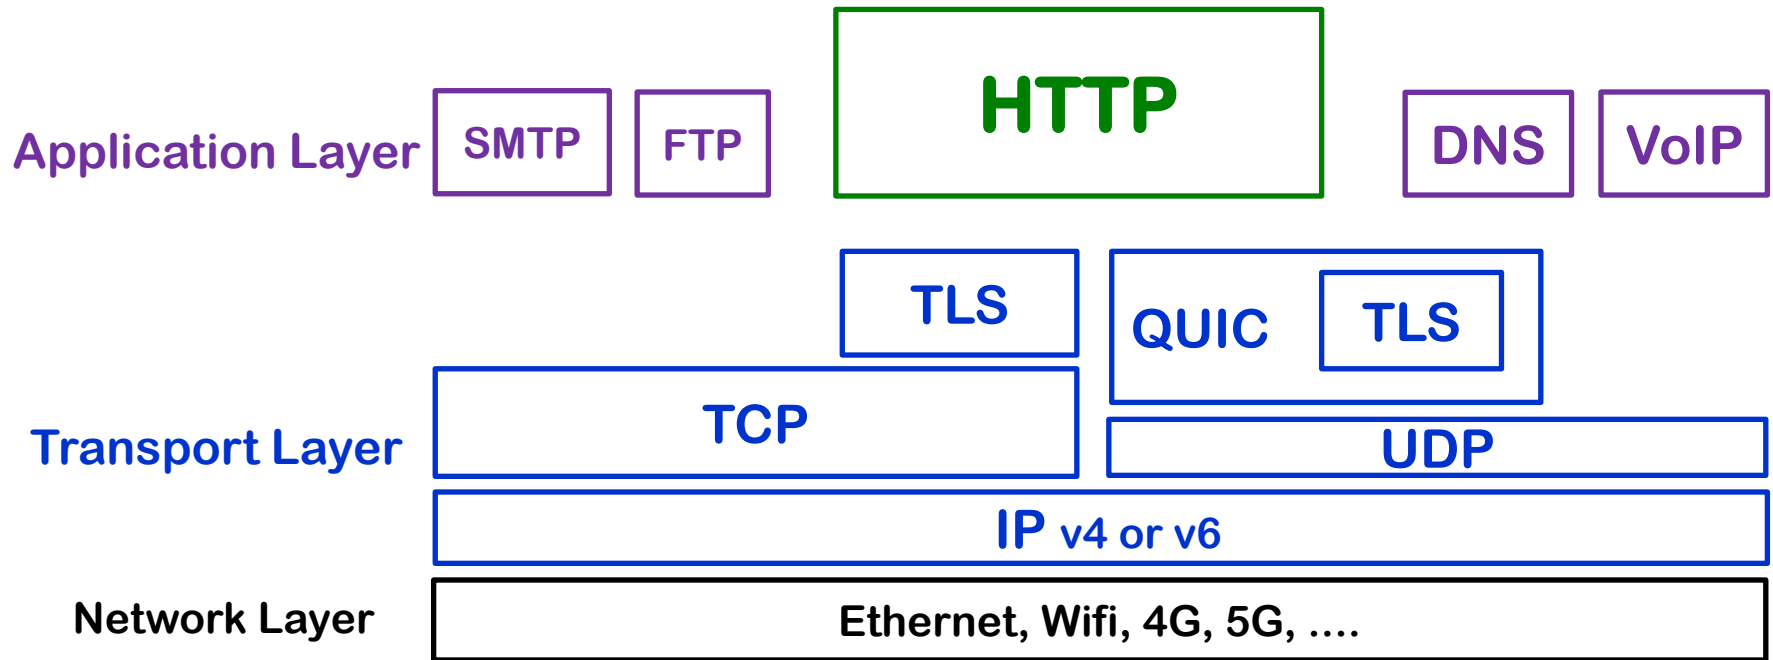 HTTP
Application Layer
SMTP
FTP
DNS
VoIP
TLS
QUIC
TLS
TCP
Transport Layer
UDP
IP v4 or v6
Network Layer
Ethernet, Wifi, 4G, 5G, ....